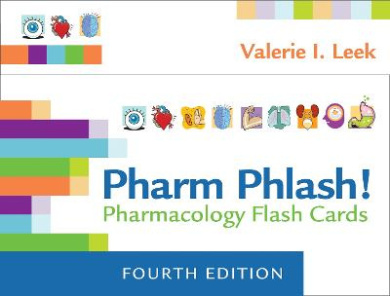 Valerie I. Leek
Pharm Phlash!
Pharmacology Flash Cards
FOURTH EDITION